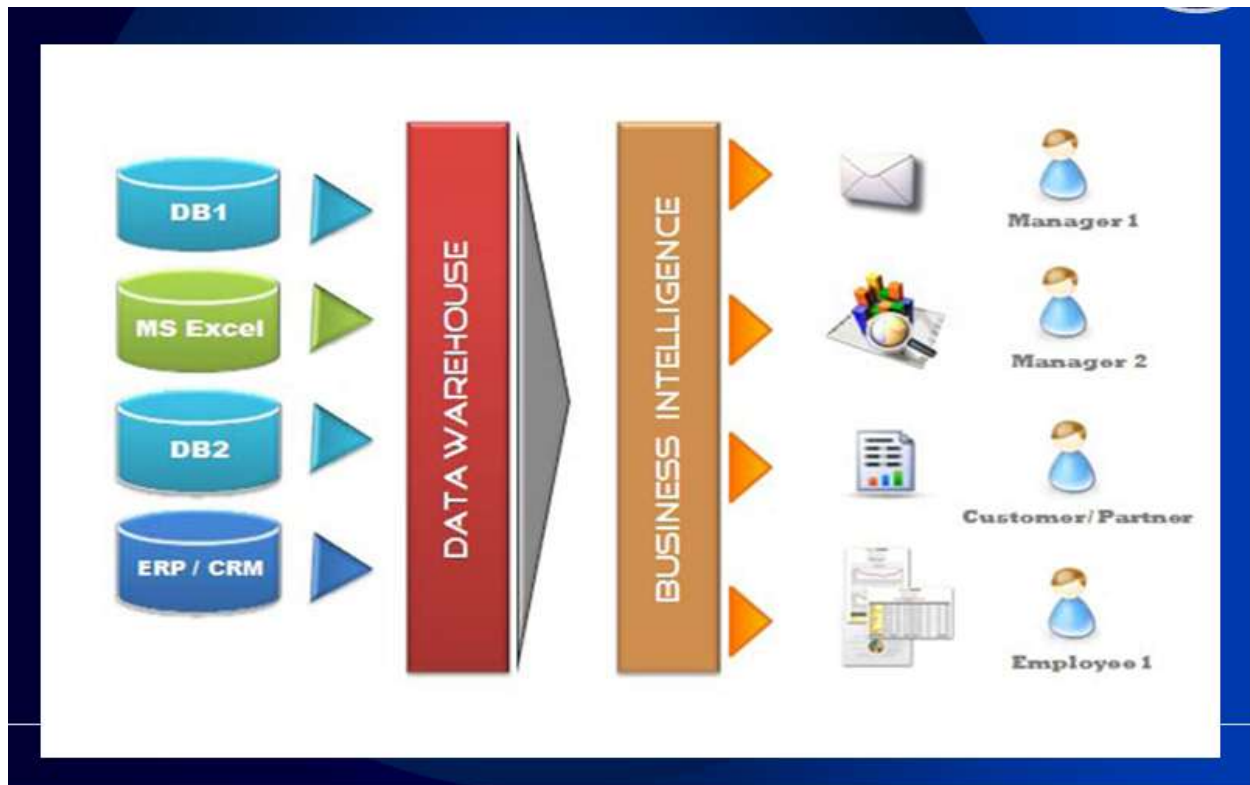 DB1
MS Excel
DB2
ERP / CRM
DATA WAREHOUSE
BUSINESS INTELLIGENCE
Manager 1
Manager 2
Customer/Partner
Employee 1